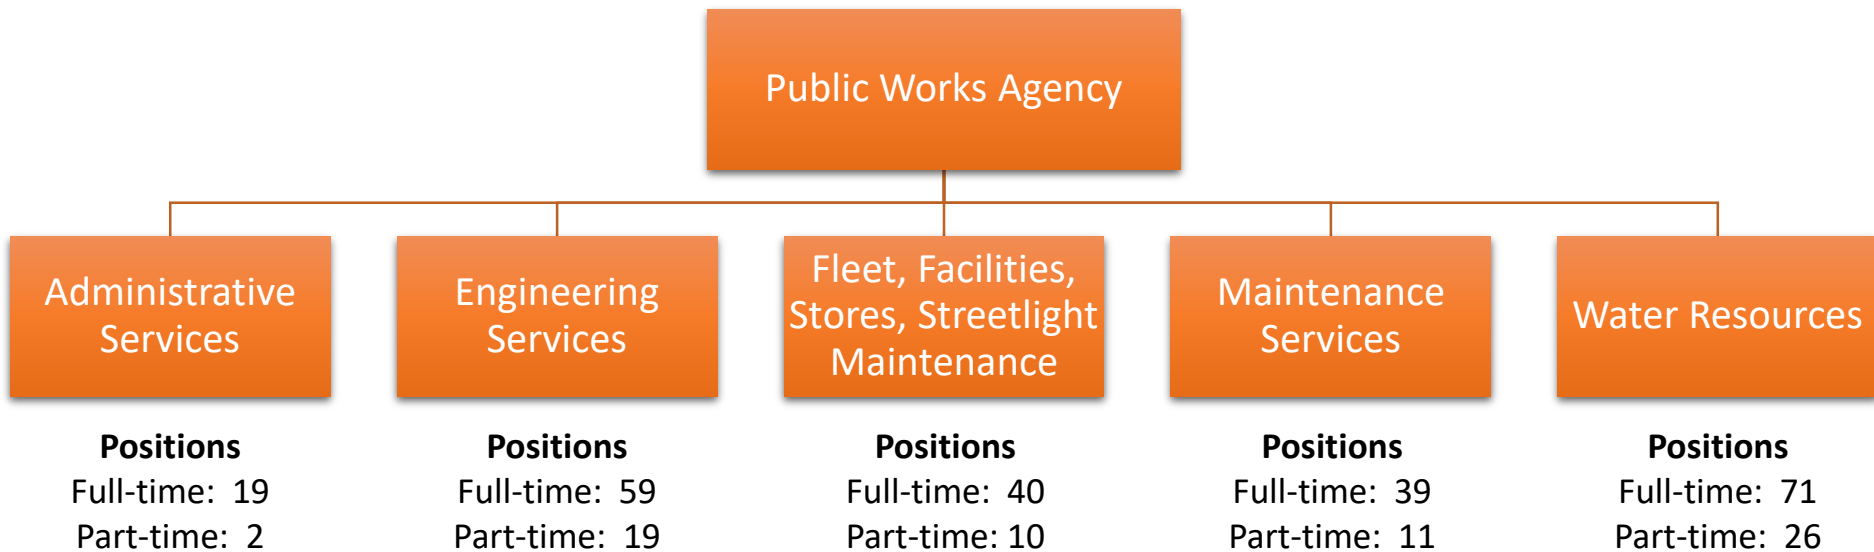 Public Works Agency
Administrative
Services
Engineering
Services
Fleet, Facilities,
Stores, Streetlight
Maintenance
Maintenance
Services
Water Resources
Positions
Full-time: 19
Part-time: 2
Positions
Full-time: 59
Part-time: 19
Positions
Full-time: 40
Part-time: 10
Positions
Full-time: 39
Part-time: 11
Positions
Full-time: 71
Part-time: 26